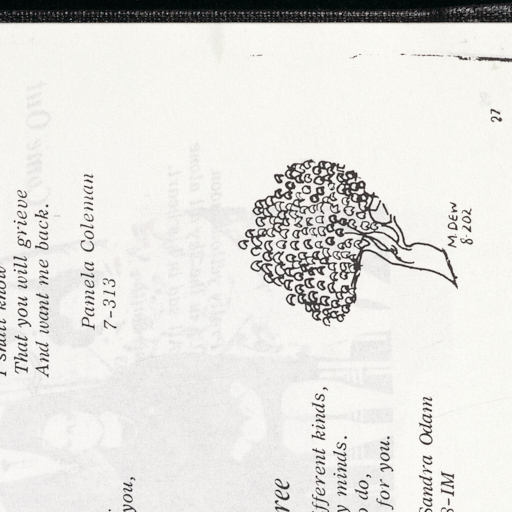 I shall know
That you will grieve
And want me back.
Pamela Coleman
7-313
you,
M. DEW
8-202
ree
fferent kinds,
y minds.
o do,
for you.
Sandra Odam
8-1M
27